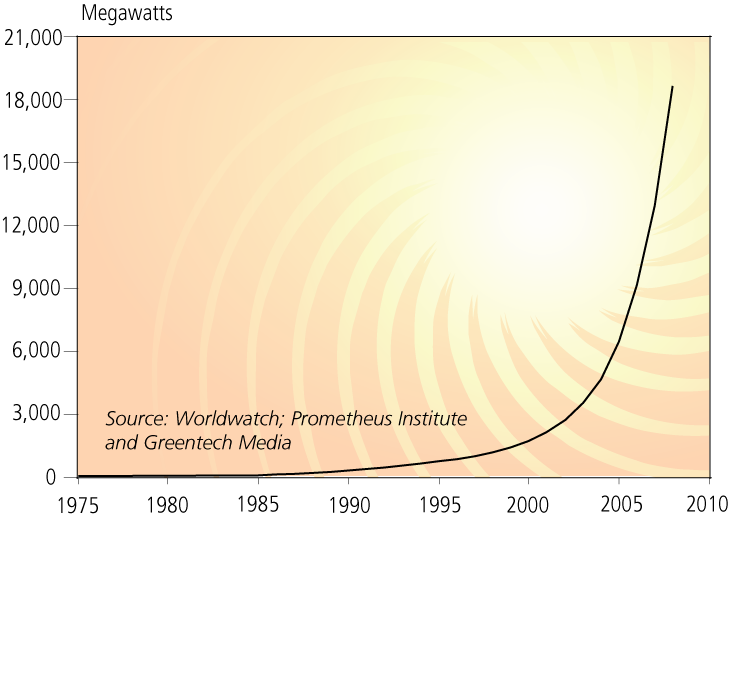 Megawatts
21,000
18,000
15,000
12,000
9,000
6,000
3,000
0
Source: Worldwatch; Prometheus Institute
and Greentech Media
1975 1980 1985 1990 1995 2000 2005 2010